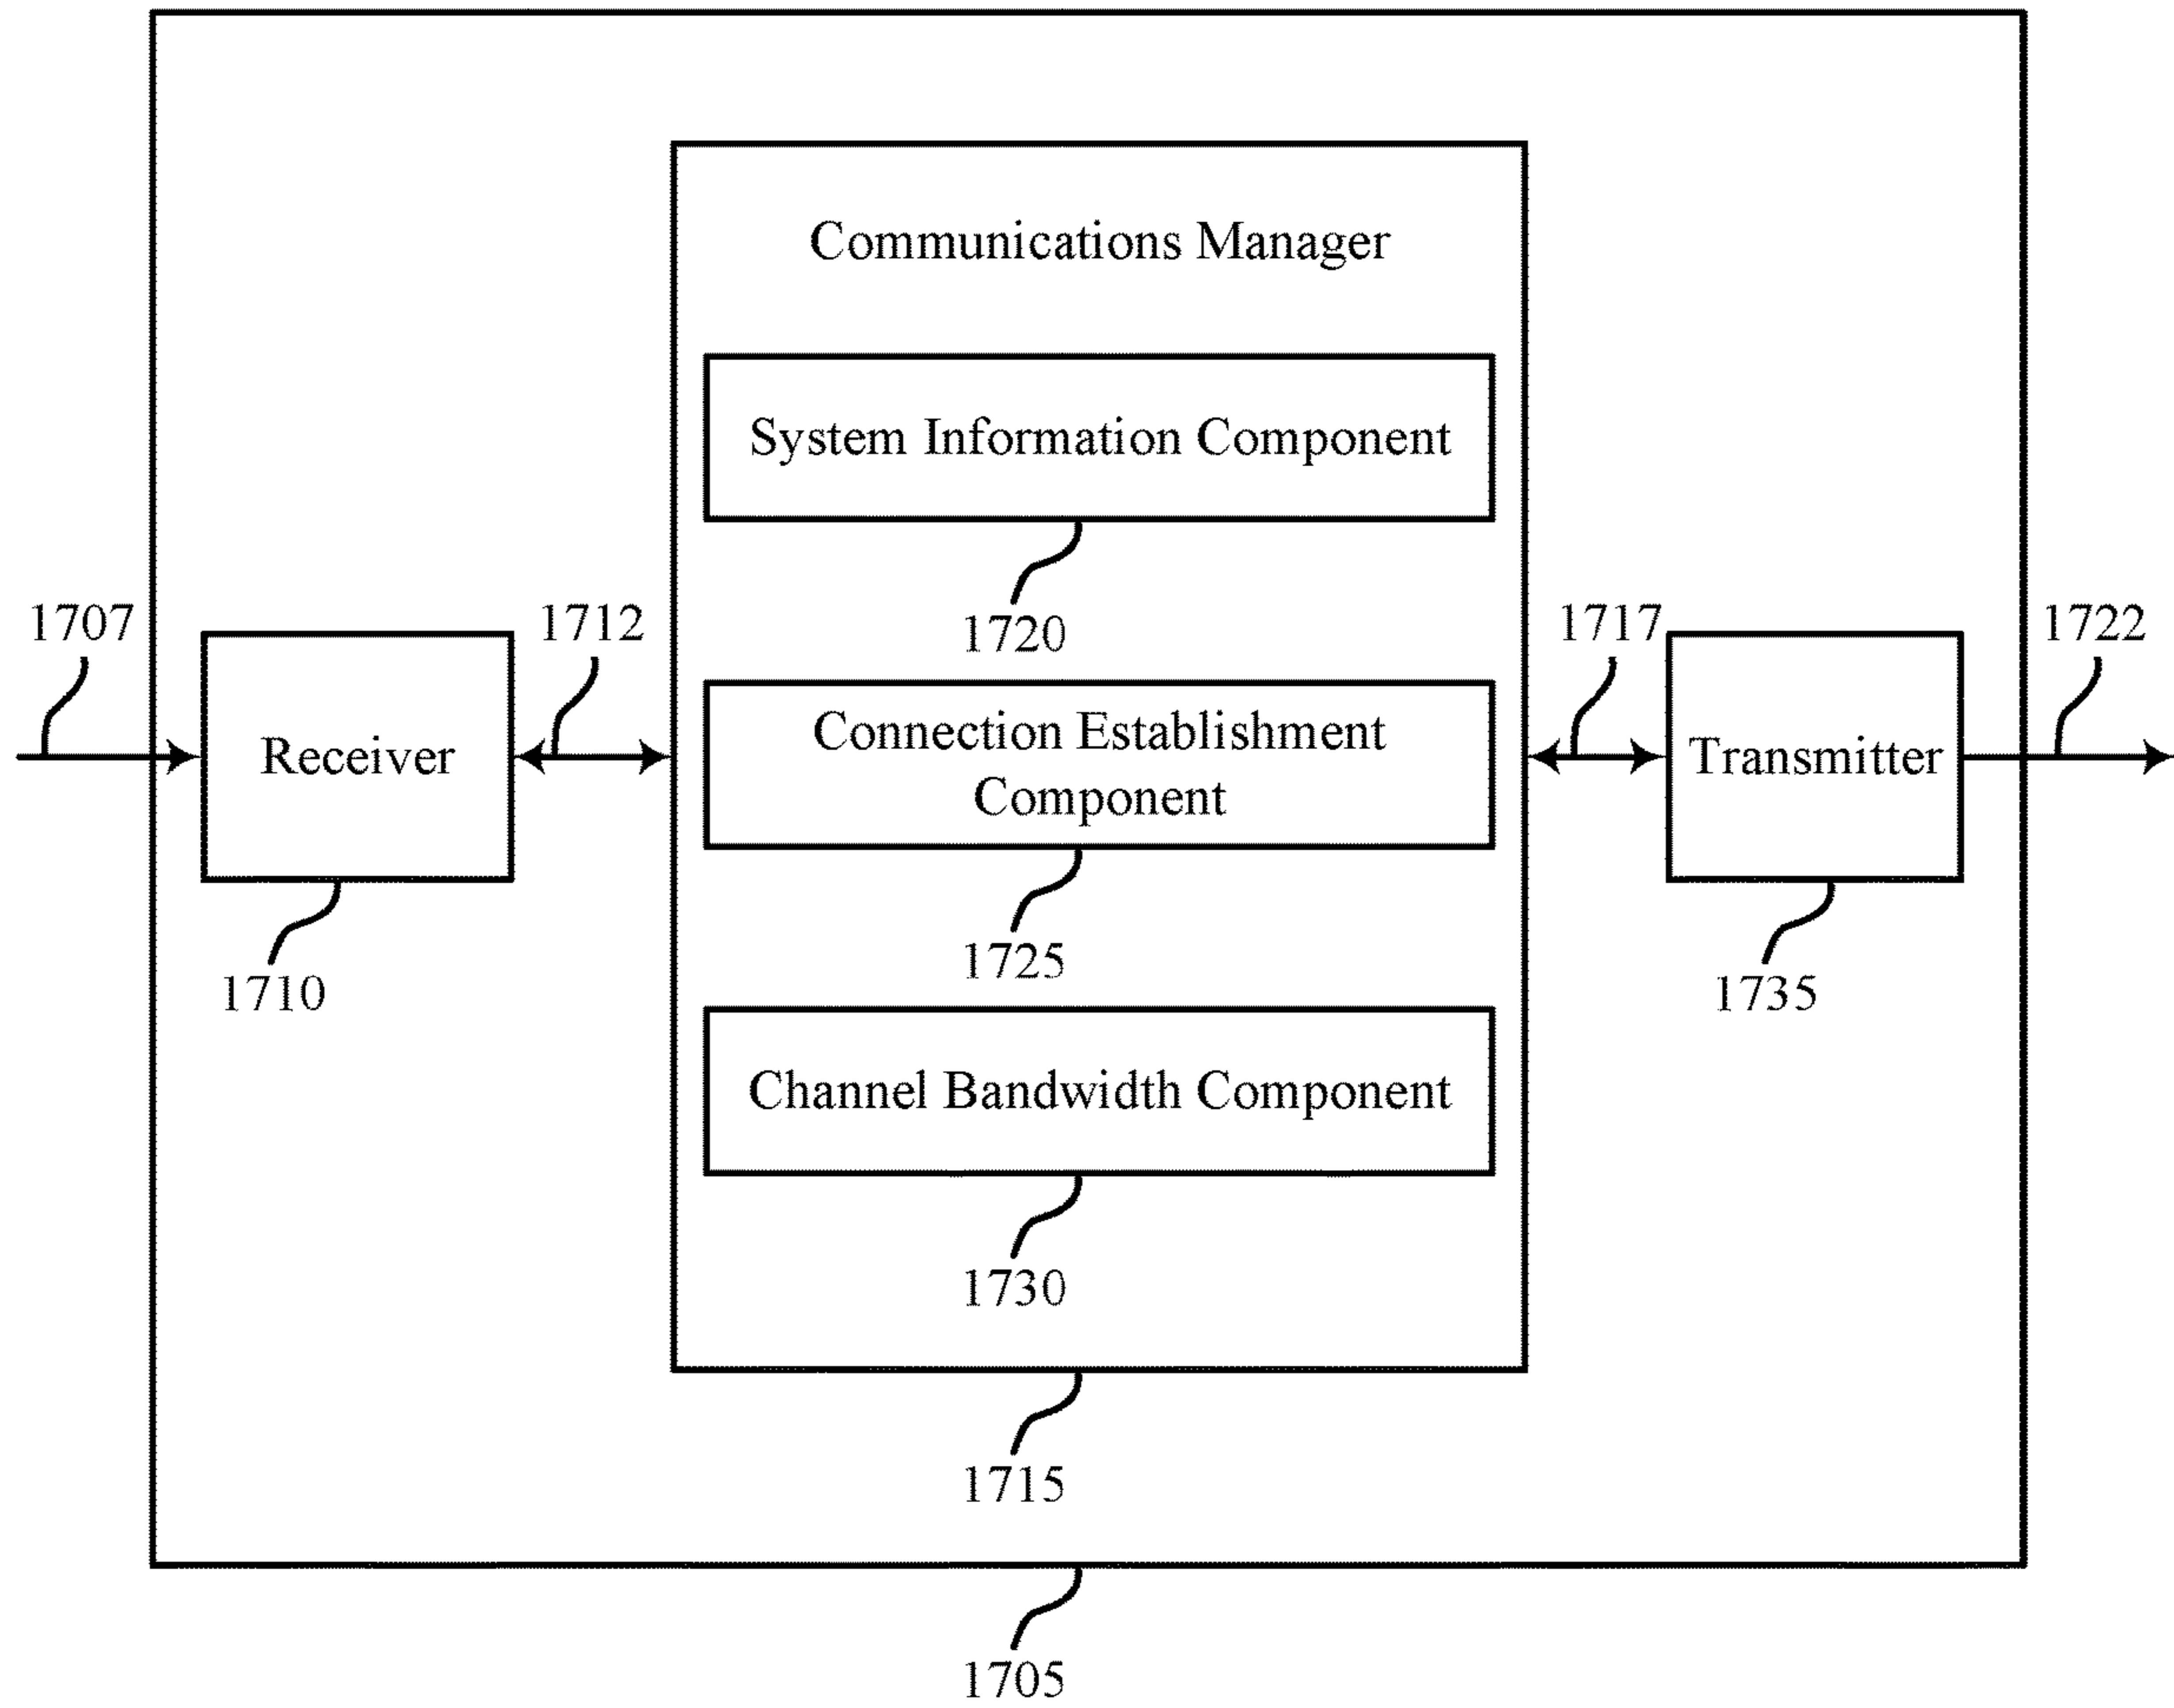 Communications Manager
System Information Component
1720
1707
1712
1717
1722
Receiver
Connection Establishment
Component
Transmitter
1725
1710
1735
Channel Bandwidth Component
1730
1715
1705